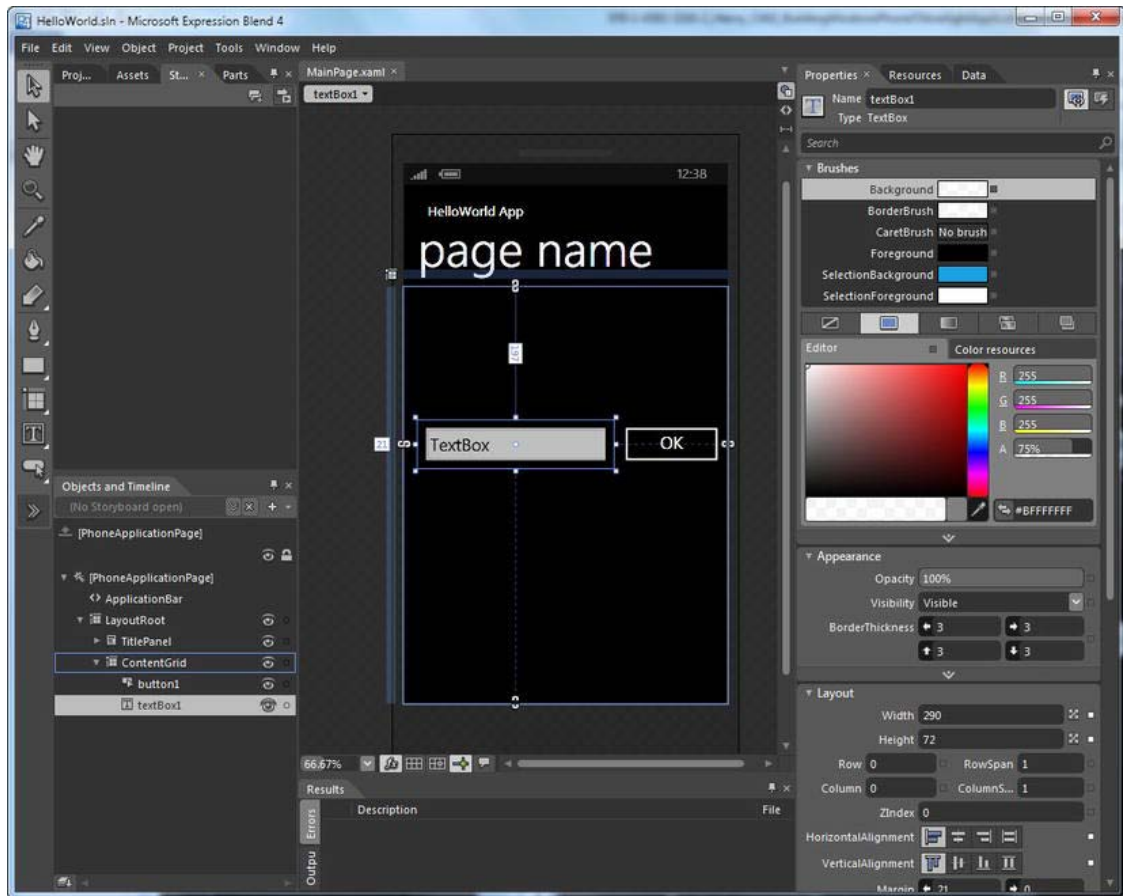 HelloWorld.sln - Microsoft Expression Blend 4
File Edit View Object Project Tools Window Help
Proj... Assets St... × Parts
MainPage.xaml ×
textBox1
12:38
HelloWorld App
page name
197
21
TextBox
OK
Objects and Timeline
(No Storyboard open)
[PhoneApplicationPage]
[PhoneApplicationPage]
ApplicationBar
LayoutRoot
TitlePanel
ContentGrid
button1
textBox1
66.67%
Results
Errors
Outpu
Description File
Properties × Resources Data
Name textBox1
Type TextBox
Search
Brushes
Background
BorderBrush
CaretBrush No brush
Foreground
SelectionBackground
SelectionForeground
Editor Color resources
R 255
G 255
B 255
A 75%
#BFFFFFFF
Appearance
Opacity 100%
Visibility Visible
BorderThickness 3 3
3 3
Layout
Width 290
Height 72
Row 0 RowSpan 1
Column 0 ColumnS... 1
ZIndex 0
HorizontalAlignment
VerticalAlignment
Margin 21 0